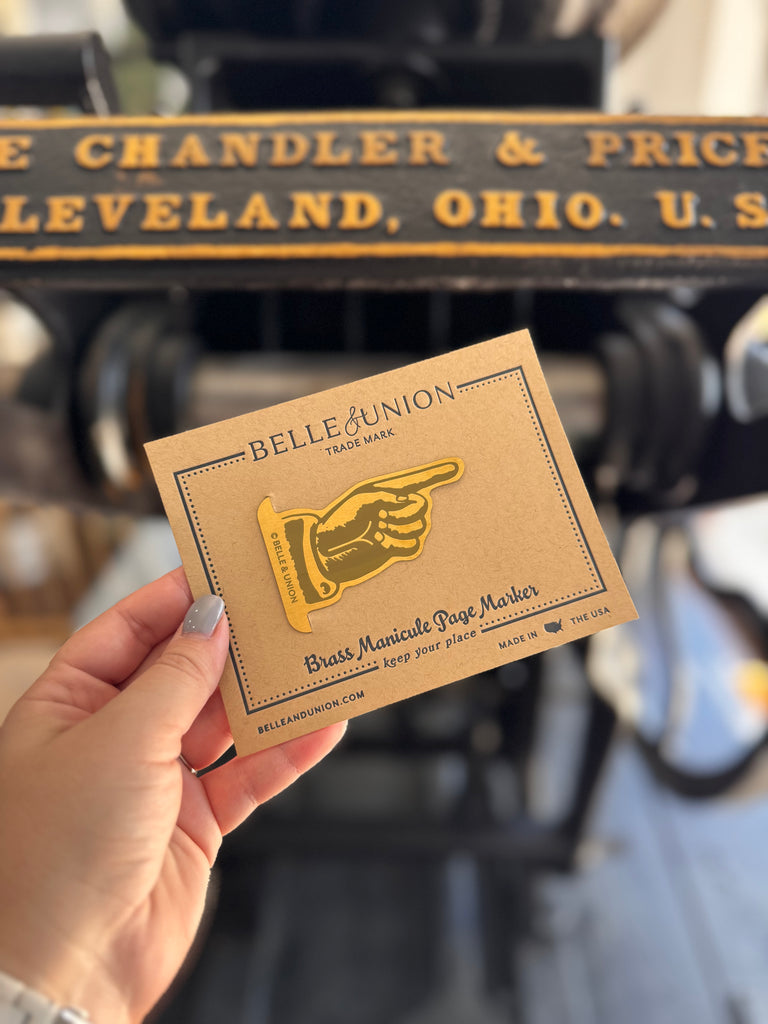 E CHANDLER & PRICE
LEVELAND, OHIO. U. S.
BELLE & UNION
TRADE MARK
© BELLE & UNION
Brass Manicule Page Marker
keep your place
MADE IN THE USA
BELLEANDUNION.COM